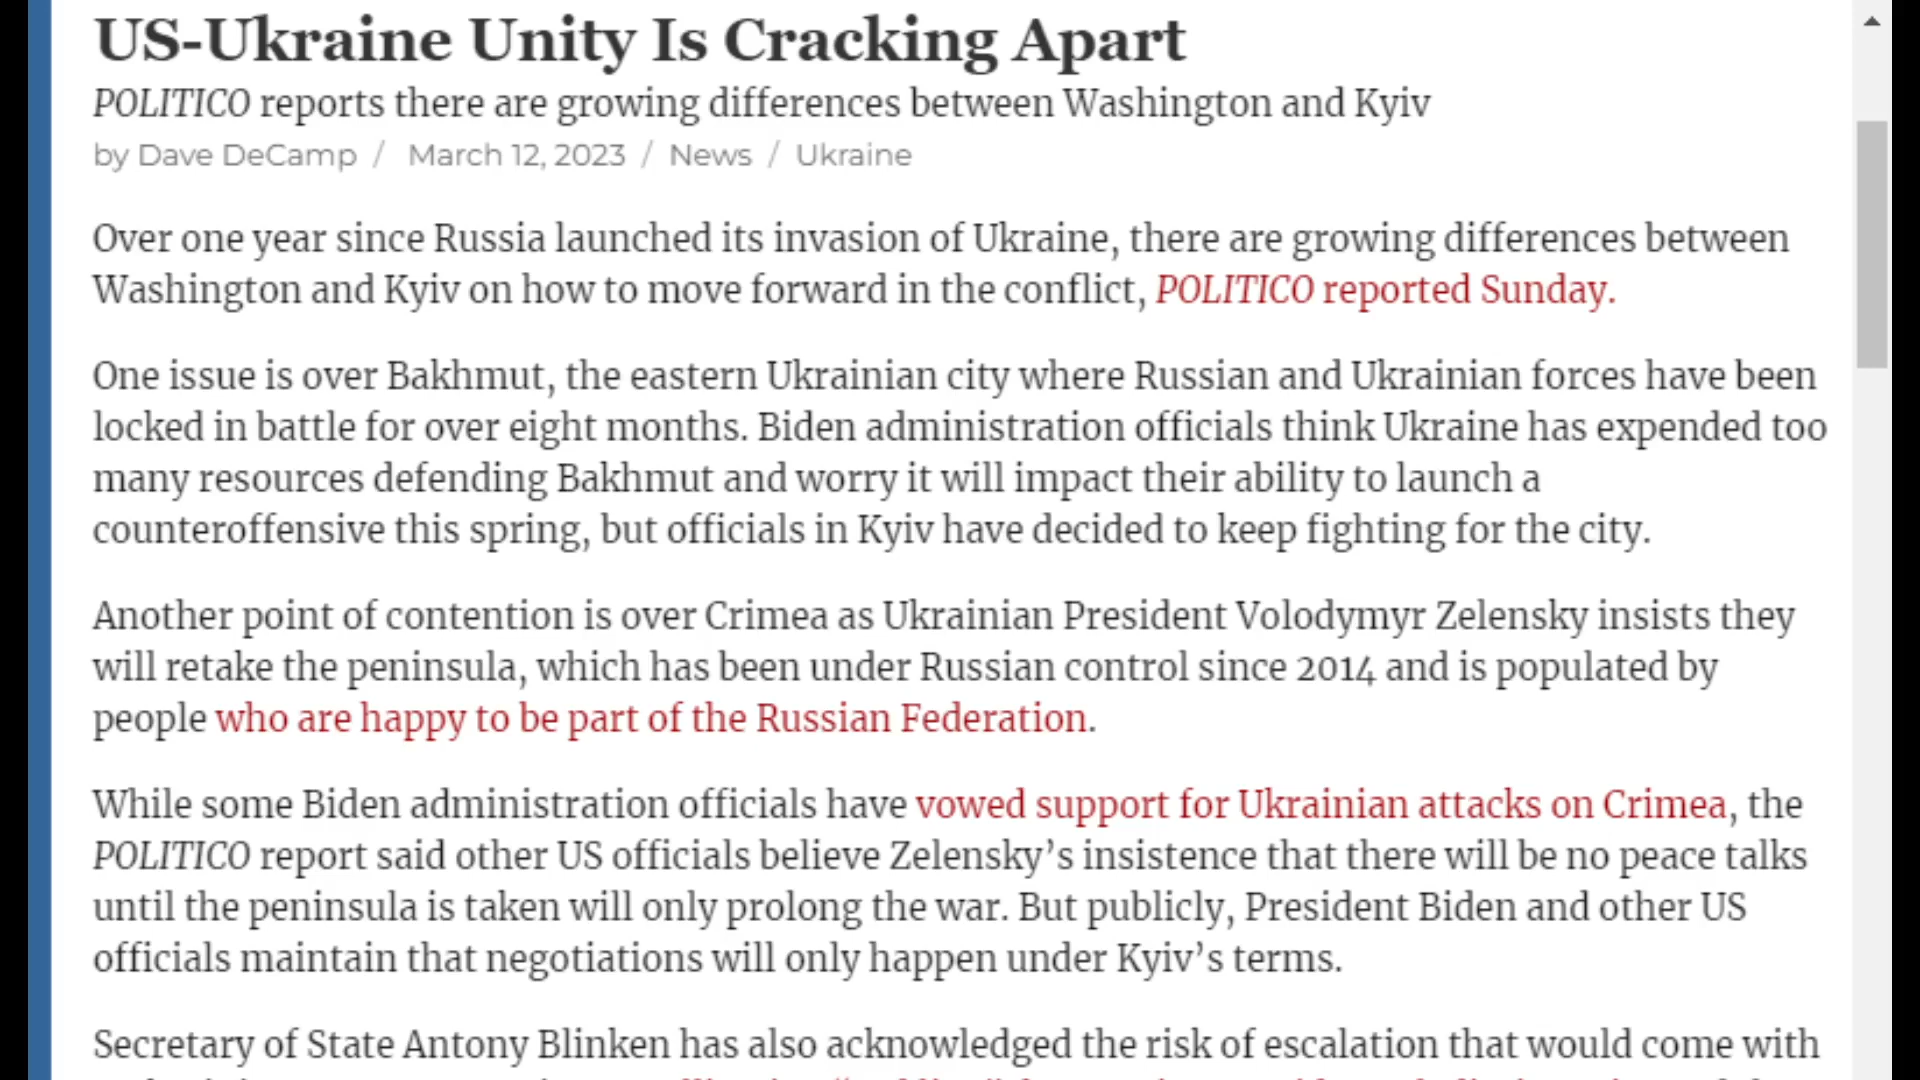 US-Ukraine Unity Is Cracking Apart
POLITICO reports there are growing differences between Washington and Kyiv
by Dave DeCamp / March 12, 2023 / News / Ukraine
Over one year since Russia launched its invasion of Ukraine, there are growing differences between
Washington and Kyiv on how to move forward in the conflict, POLITICO reported Sunday.
One issue is over Bakhmut, the eastern Ukrainian city where Russian and Ukrainian forces have been
locked in battle for over eight months. Biden administration officials think Ukraine has expended too
many resources defending Bakhmut and worry it will impact their ability to launch a
counteroffensive this spring, but officials in Kyiv have decided to keep fighting for the city.
Another point of contention is over Crimea as Ukrainian President Volodymyr Zelensky insists they
will retake the peninsula, which has been under Russian control since 2014 and is populated by
people who are happy to be part of the Russian Federation.
While some Biden administration officials have vowed support for Ukrainian attacks on Crimea, the
POLITICO report said other US officials believe Zelensky’s insistence that there will be no peace talks
until the peninsula is taken will only prolong the war. But publicly, President Biden and other US
officials maintain that negotiations will only happen under Kyiv’s terms.
Secretary of State Antony Blinken has also acknowledged the risk of escalation that would come with